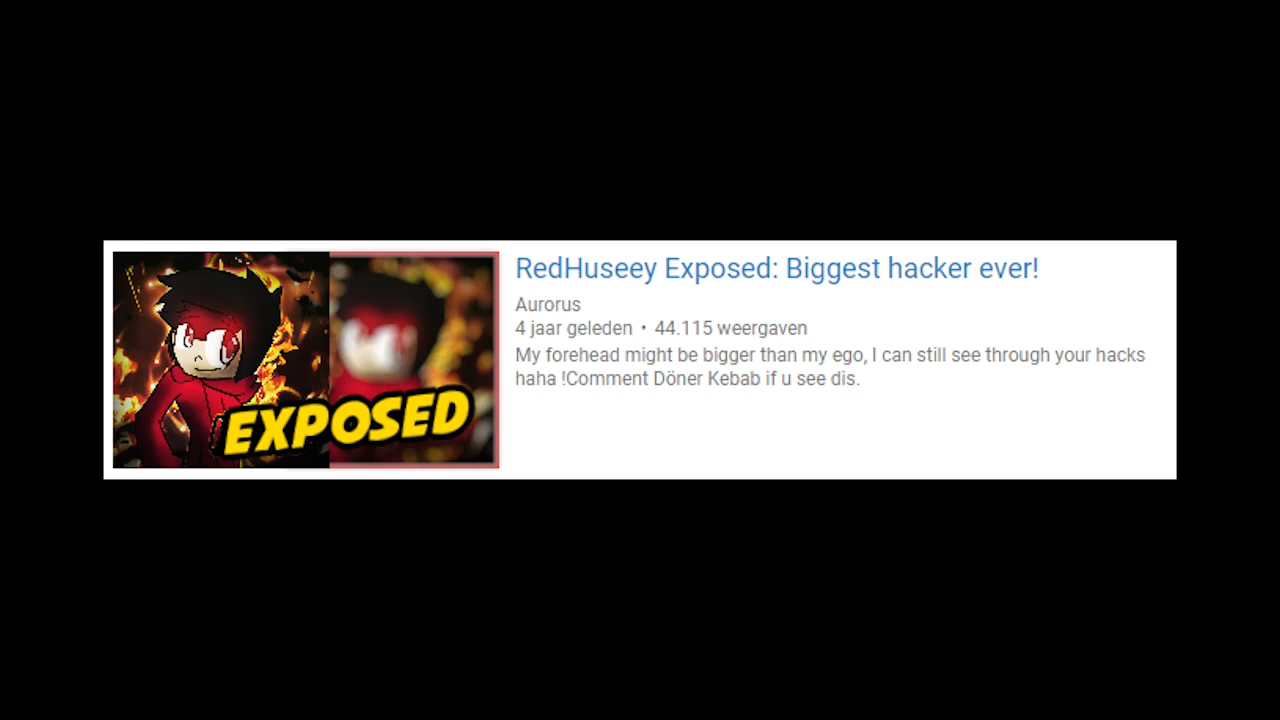 EXPOSED
RedHuseey Exposed: Biggest hacker ever!
Aurorus
4 jaar geleden • 44.115 weergaven
My forehead might be bigger than my ego, I can still see through your hacks
haha !Comment Döner Kebab if u see dis.